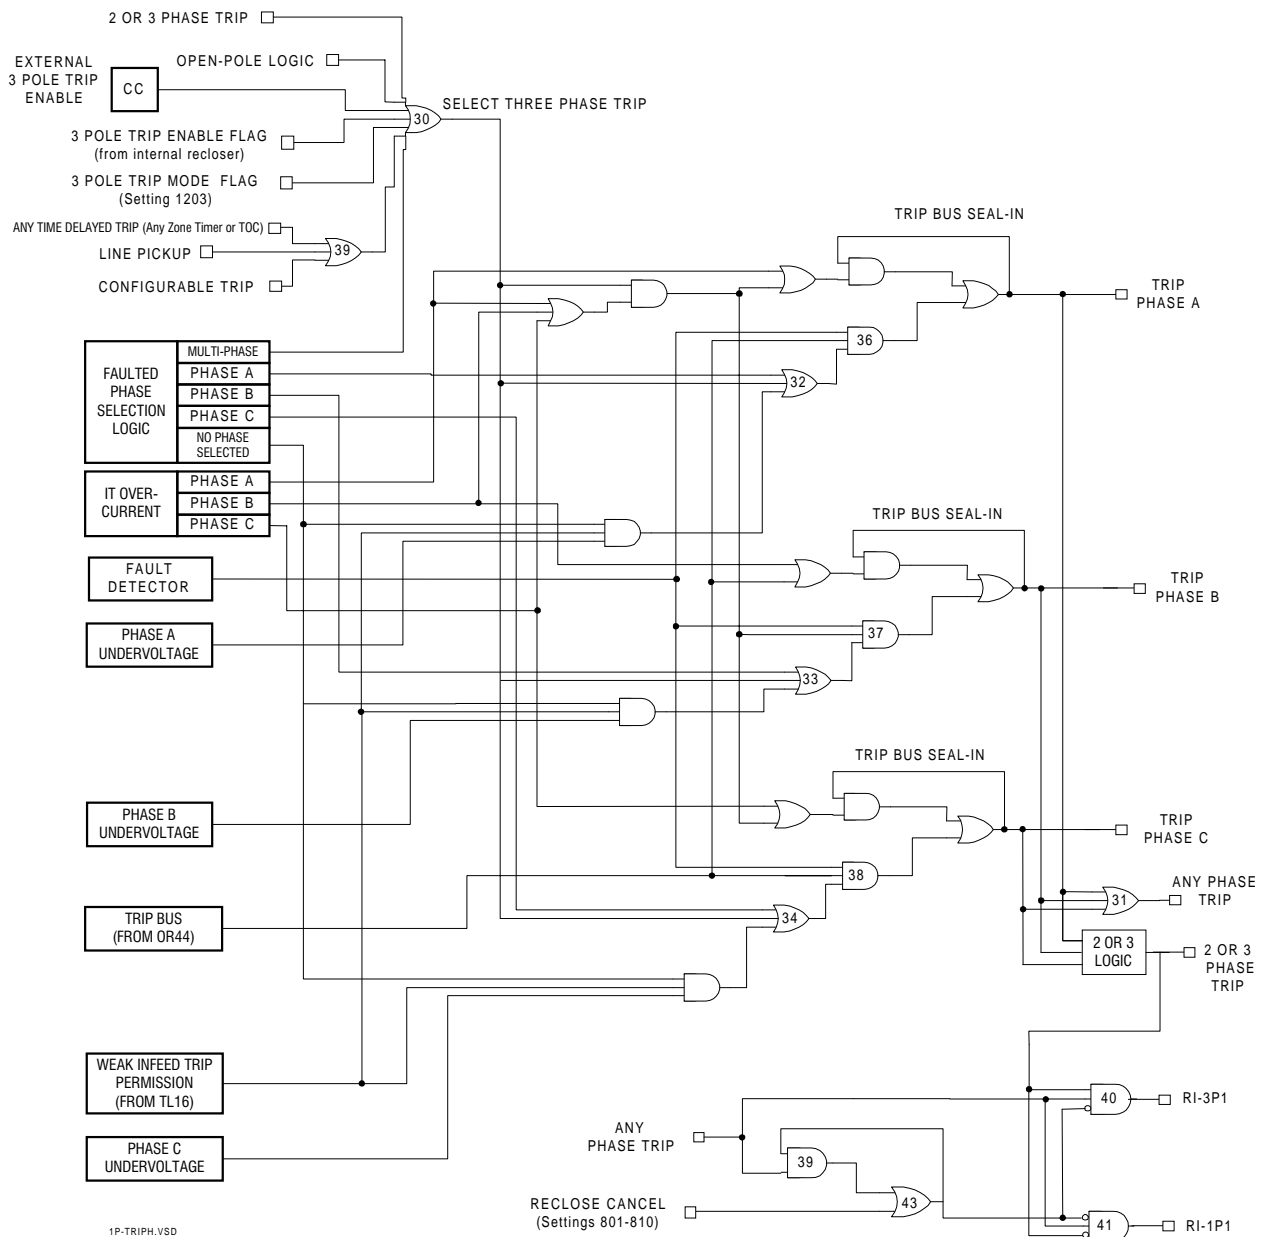 2 OR 3 PHASE TRIP
OPEN-POLE LOGIC
EXTERNAL
3 POLE TRIP
ENABLE
CC
30
SELECT THREE PHASE TRIP
3 POLE TRIP ENABLE FLAG
(from internal recloser)
3 POLE TRIP MODE FLAG
(Setting 1203)
ANY TIME DELAYED TRIP (Any Zone Timer or TOC)
LINE PICKUP
39
CONFIGURABLE TRIP
TRIP BUS SEAL-IN
TRIP
PHASE A
36
32
FAULTED
PHASE
SELECTION
LOGIC
MULTI-PHASE
PHASE A
PHASE B
PHASE C
NO PHASE
SELECTED
IT OVER-
CURRENT
PHASE A
PHASE B
PHASE C
TRIP BUS SEAL-IN
FAULT
DETECTOR
TRIP
PHASE B
PHASE A
UNDERVOLTAGE
37
33
TRIP BUS SEAL-IN
PHASE B
UNDERVOLTAGE
TRIP
PHASE C
38
ANY PHASE
TRIP
31
TRIP BUS
(FROM OR44)
34
2 OR 3
LOGIC
2 OR 3
PHASE
TRIP
WEAK INFEED TRIP
PERMISSION
(FROM TL16)
40
RI-3P1
ANY
PHASE TRIP
PHASE C
UNDERVOLTAGE
39
RECLOSE CANCEL
(Settings 801-810)
43
41
RI-1P1
1P-TRIPH.VSD